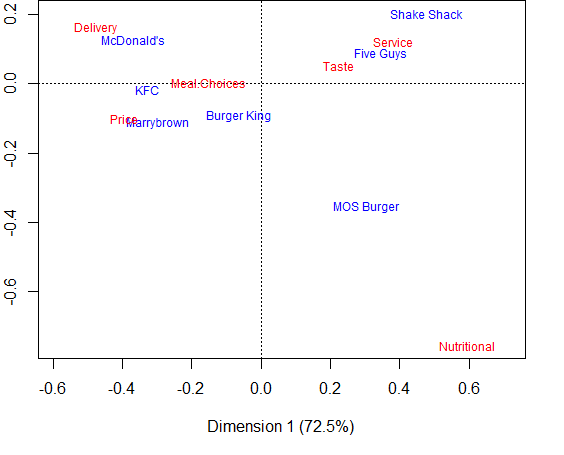 0.2
Shake Shack
Delivery
McDonald's
Service
Five Guys
Taste
0.0
Meal.Choices
KFC
Burger King
Price
Marrybrown
-0.2
MOS Burger
-0.4
-0.6
Nutritional
-0.6 -0.4 -0.2 0.0 0.2 0.4 0.6
Dimension 1 (72.5%)